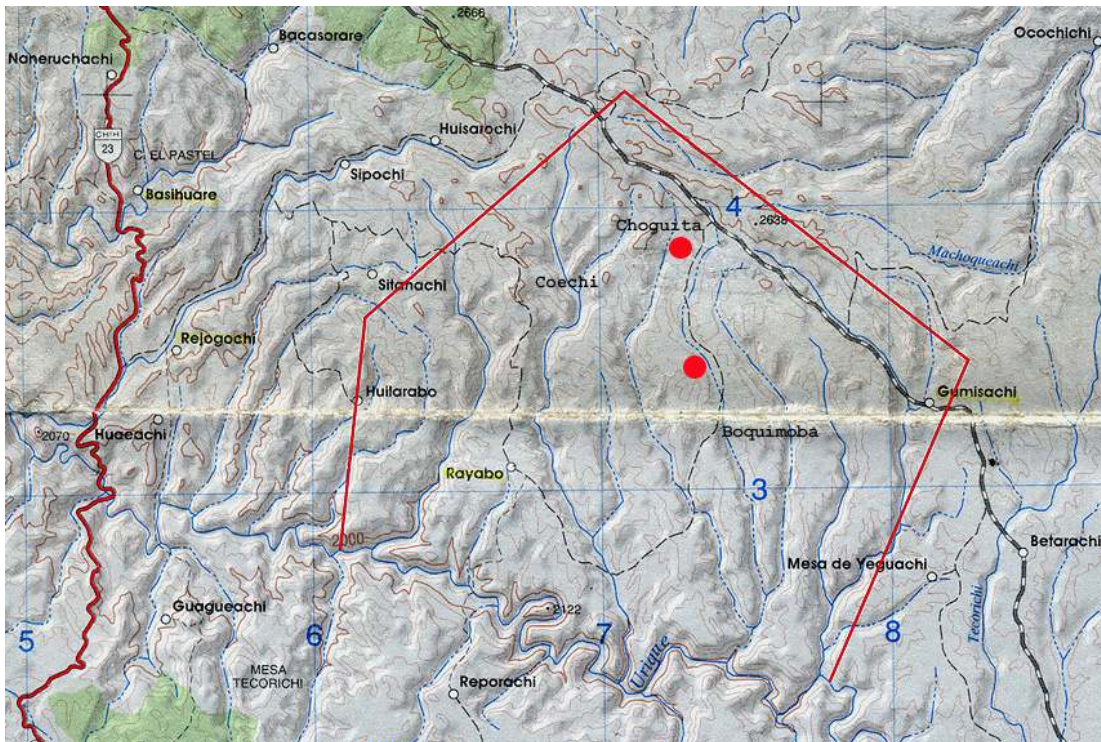 2666
Bacasorare
Ocochichi
Naneruchachi
CHIH
23
Huisarochi
C. EL PASTEL
Sipochi
Basihuare
4
2638
Choguita
Machoqueachi
Sitanachi
Coechi
Rejogochi
Huilarabo
Gumisachi
2070
Huaeachi
Boquimoba
Rayabo
3
2000
Betarachi
Mesa de Yeguachi
Guagueachi
2122
Tecorichi
5
6
7
8
Urique
MESA
TECORICHI
Reporachi